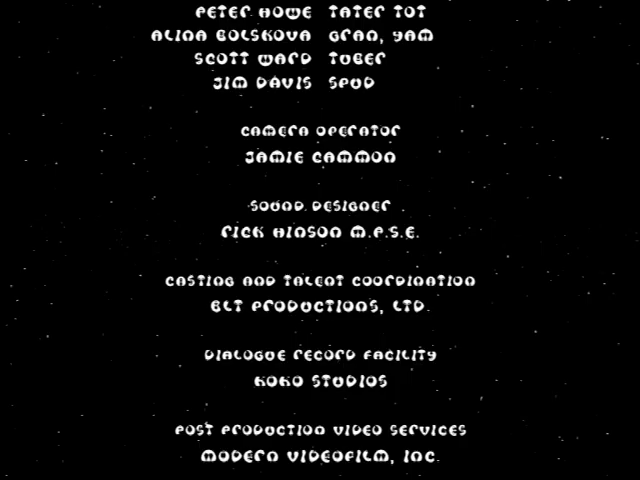 PETER HOWE TATER TOT
ALINA BOLSKOVA GRAN, YAM
SCOTT WARD TUBER
JIM DAVIS SPUD
CAMERA OPERATOR
JAMIE CAMMON
SOUND DESIGNER
RICK HINSON M.P.S.E.
CASTING AND TALENT COORDINATION
BLT PRODUCTIONS, LTD.
DIALOGUE RECORD FACILITY
KOKO STUDIOS
POST PRODUCTION VIDEO SERVICES
MODERN VIDEOFILM, INC.